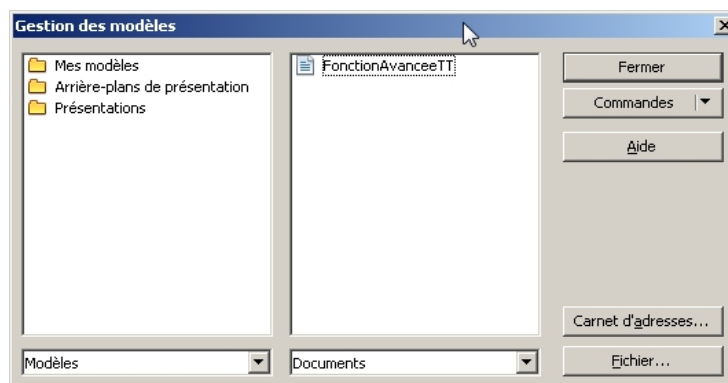 Gestion des modèles
Mes modèles
Arrière-plans de présentation
Présentations
FonctionAvanceeTT
Fermer
Commandes
Aide
Carnet d'adresses...
Modèles
Documents
Fichier...